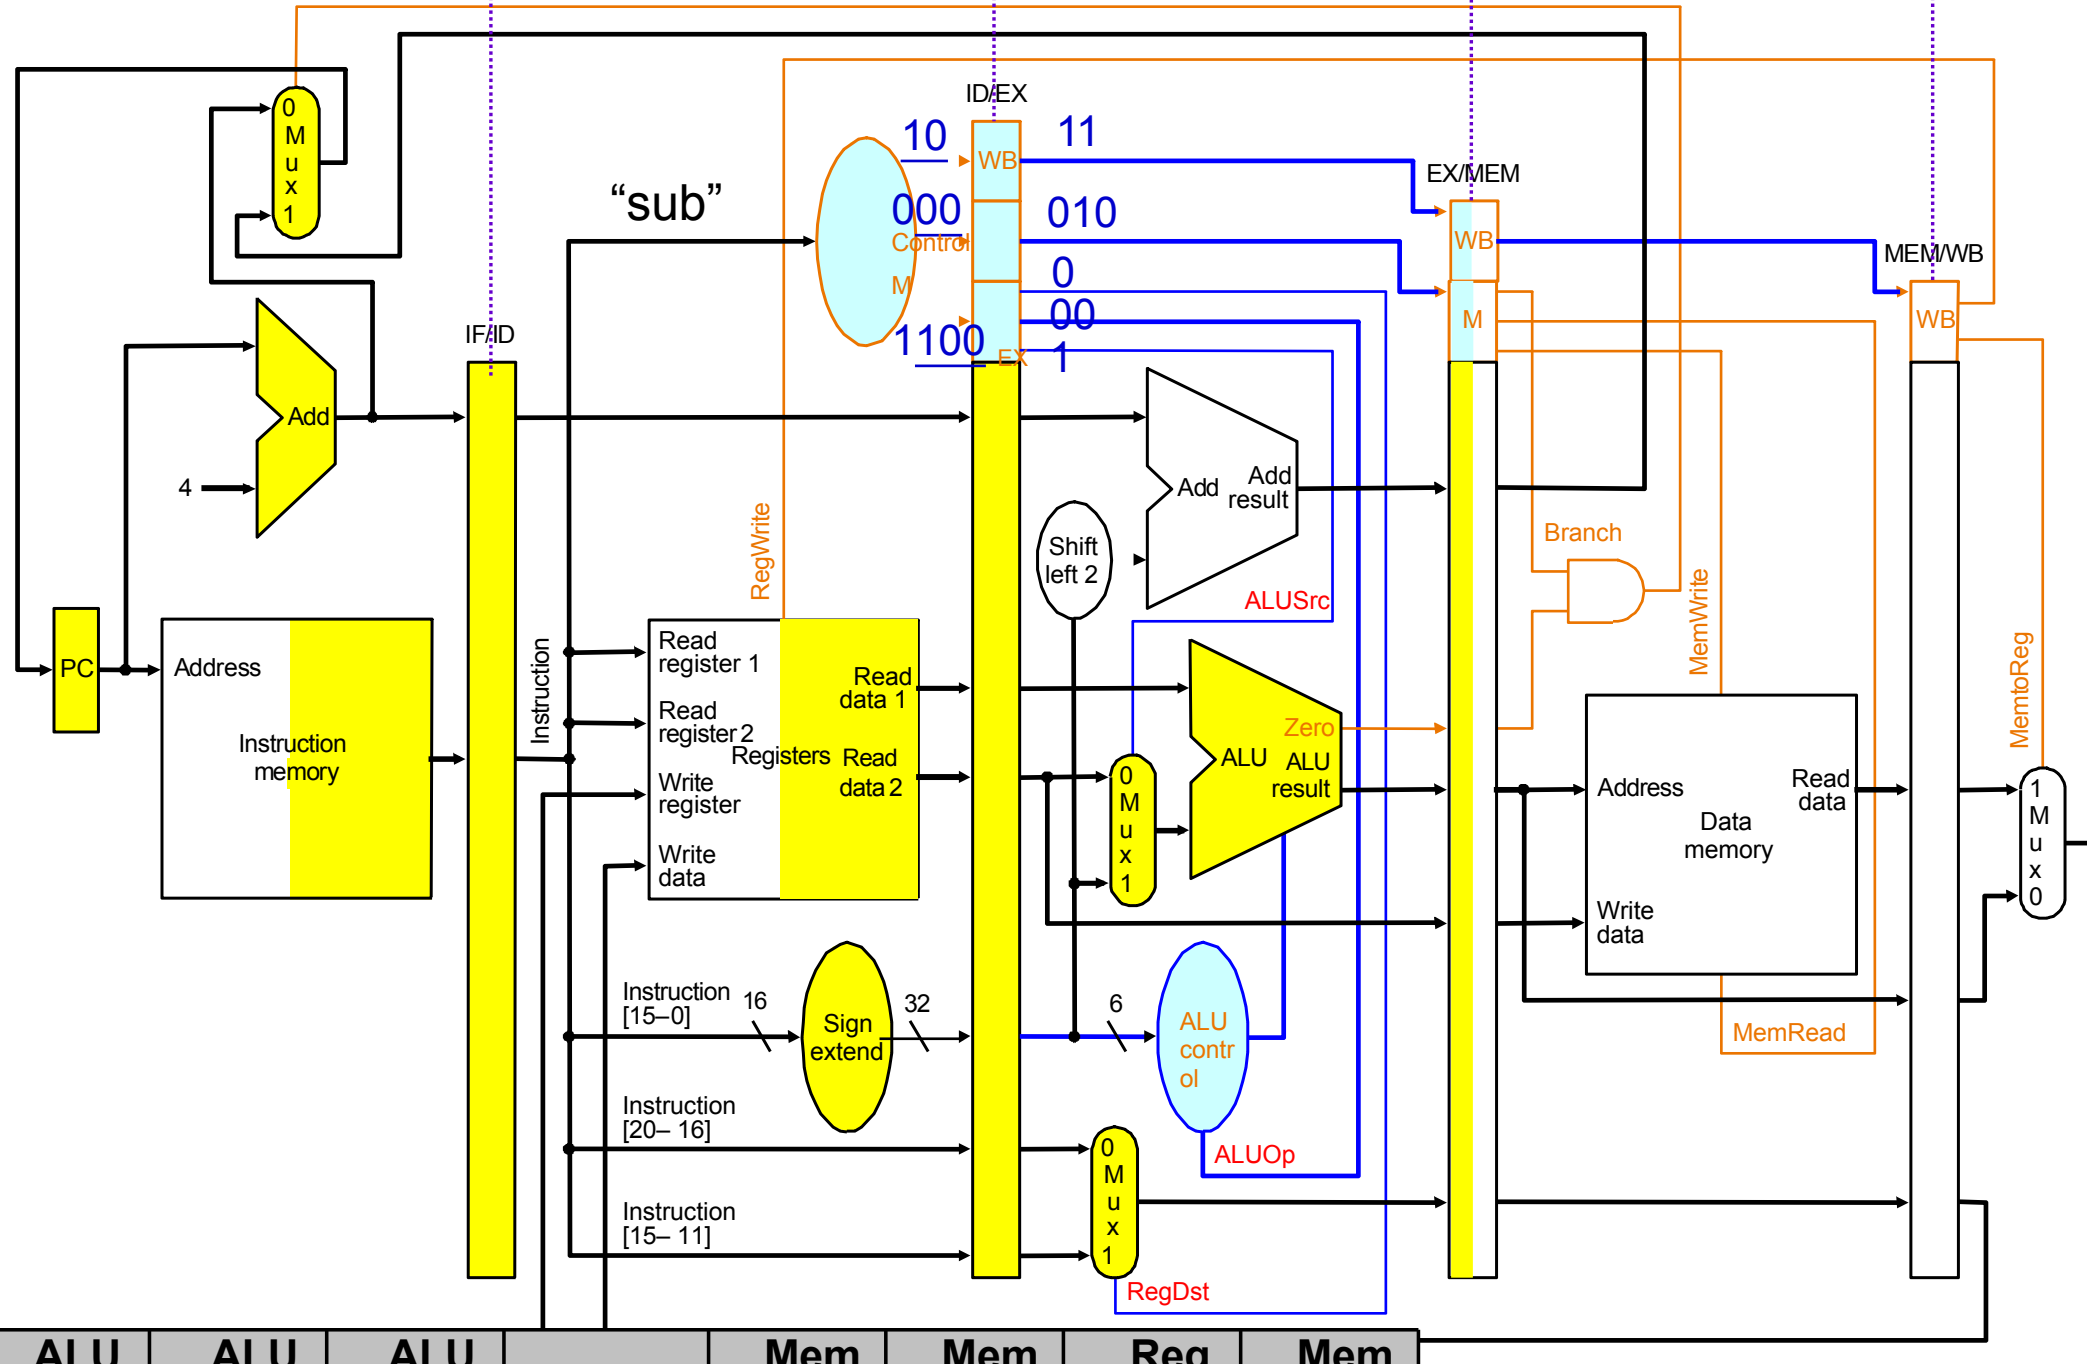 ID/EX
0
M
u
x
1
10
WB
11
EX/MEM
"sub"
000
010
Control
WB
MEM/WB
0
M
00
M
WB
IF/ID
1100
EX
1
Add
4
Add
Add
result
RegWrite
Shift
left 2
Branch
ALUSrc
MemWrite
PC
Address
Instruction
memory
Instruction
Read
register 1
Read
data 1
Read
register 2
Registers
Read
data 2
Write
register
Write
data
Zero
ALU
ALU
result
0
M
u
x
1
Address
Read
data
Data
memory
Write
data
MemtoReg
1
M
u
x
0
Instruction
[15–0]
16
Sign
extend
32
6
ALU
contr
ol
MemRead
Instruction
[20– 16]
ALUOp
0
M
u
x
1
Instruction
[15– 11]
RegDst
ALU ALU ALU Mem Mem Reg Mem